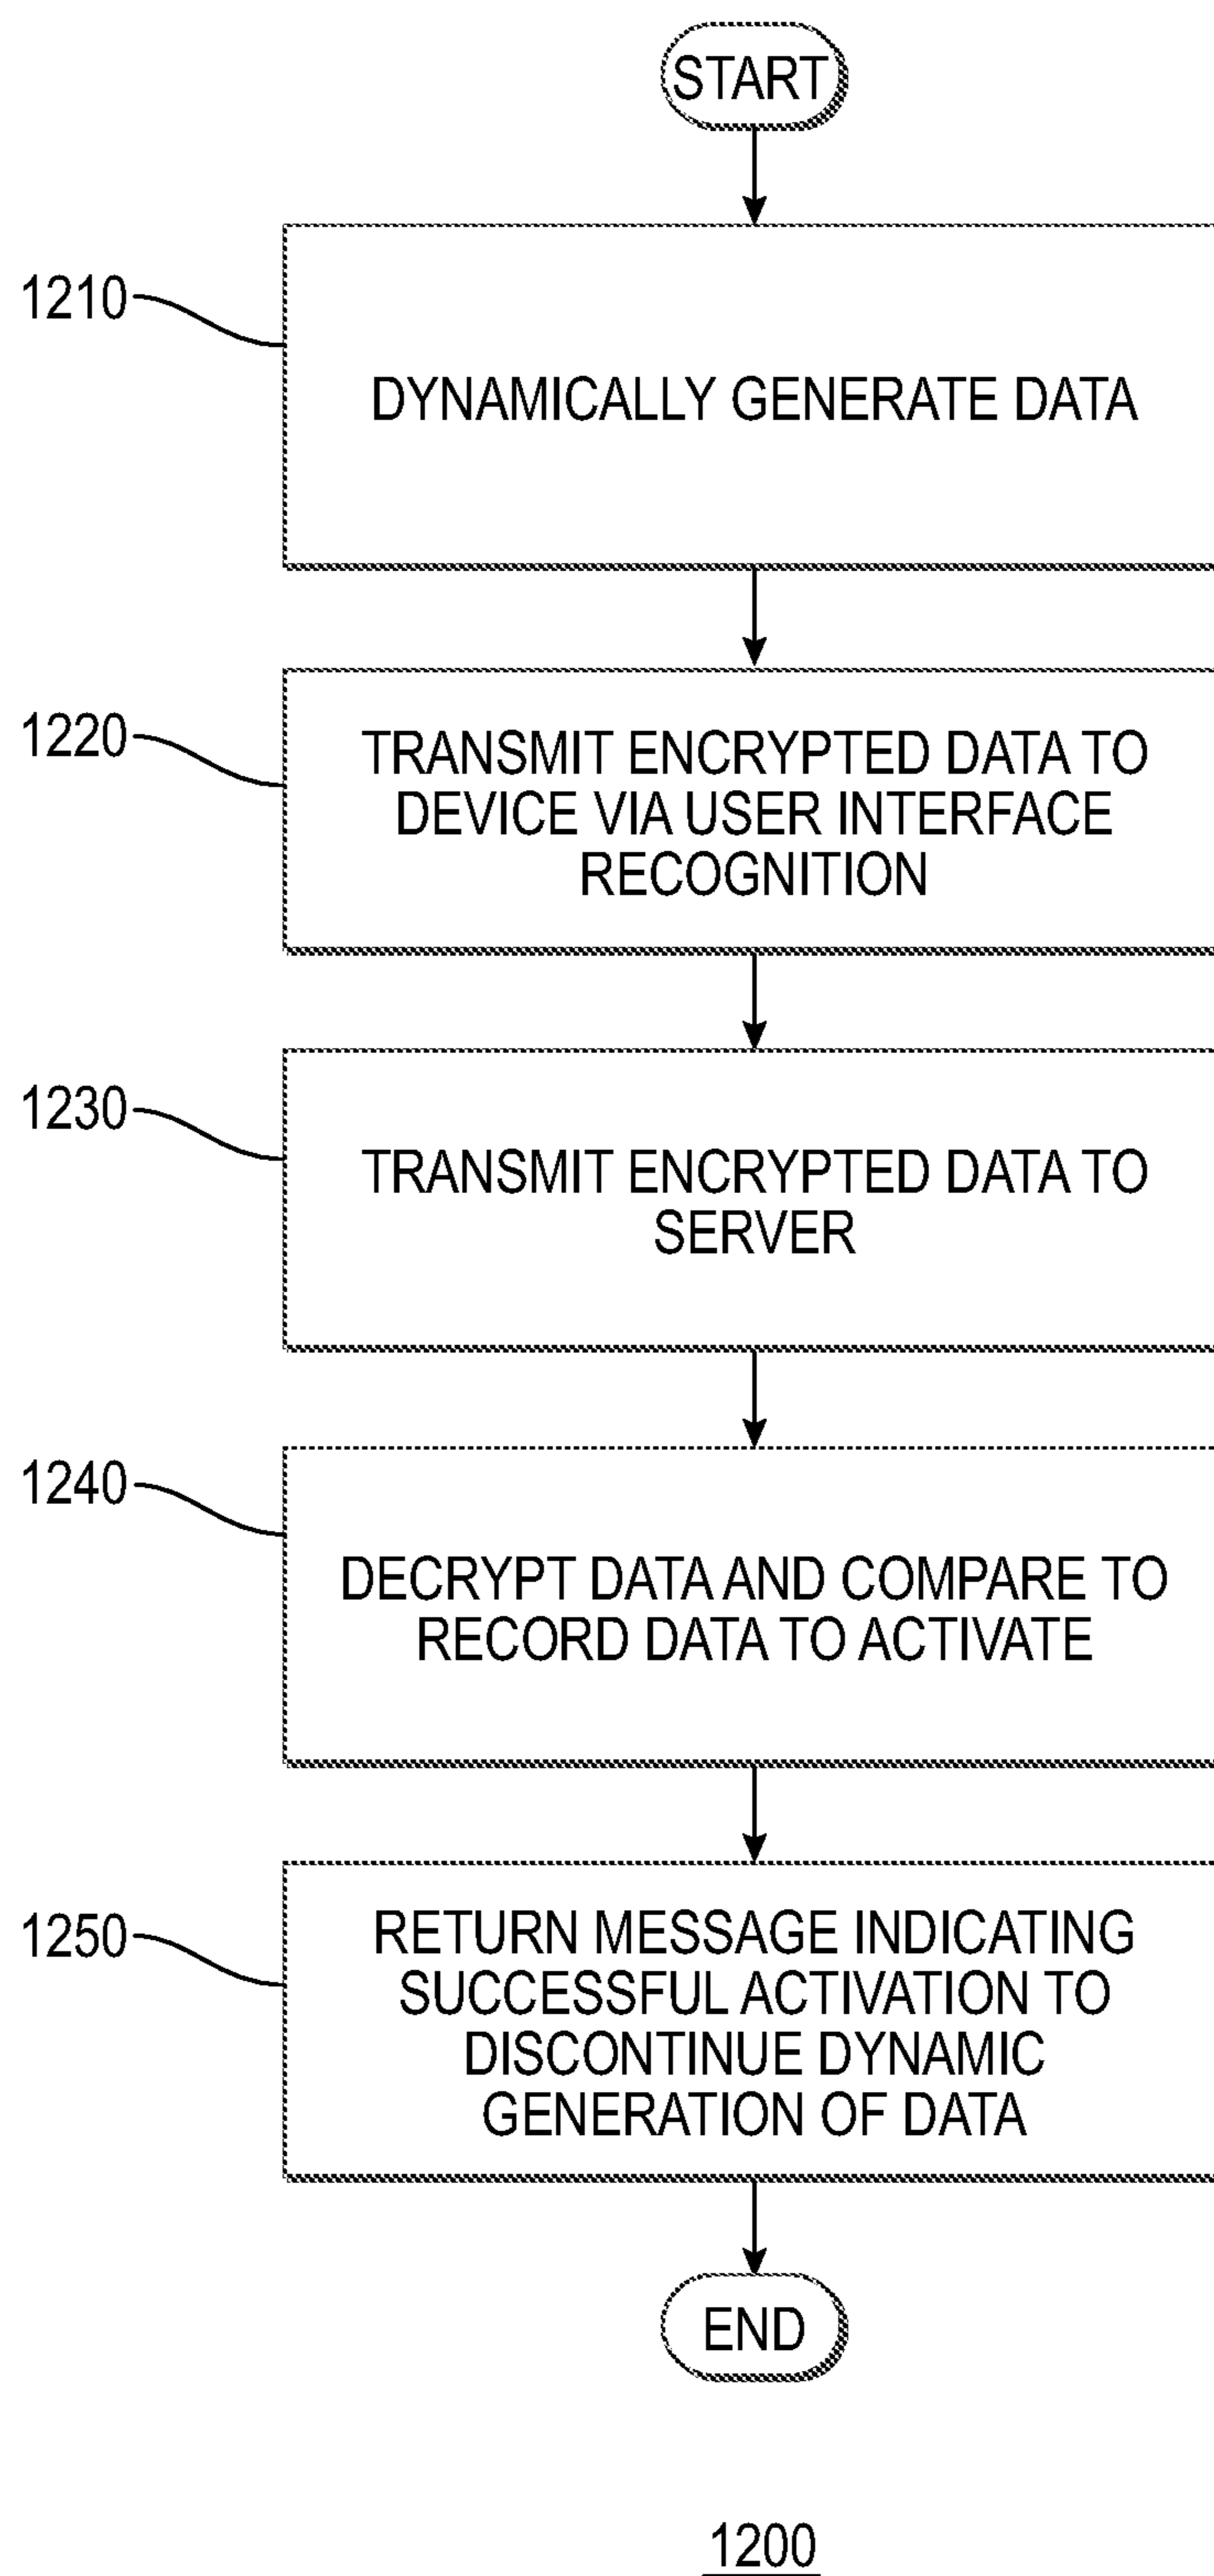 START
1210
DYNAMICALLY GENERATE DATA
1220
TRANSMIT ENCRYPTED DATA TO
DEVICE VIA USER INTERFACE
RECOGNITION
1230
TRANSMIT ENCRYPTED DATA TO
SERVER
1240
DECRYPT DATA AND COMPARE TO
RECORD DATA TO ACTIVATE
1250
RETURN MESSAGE INDICATING
SUCCESSFUL ACTIVATION TO
DISCONTINUE DYNAMIC
GENERATION OF DATA
END
1200